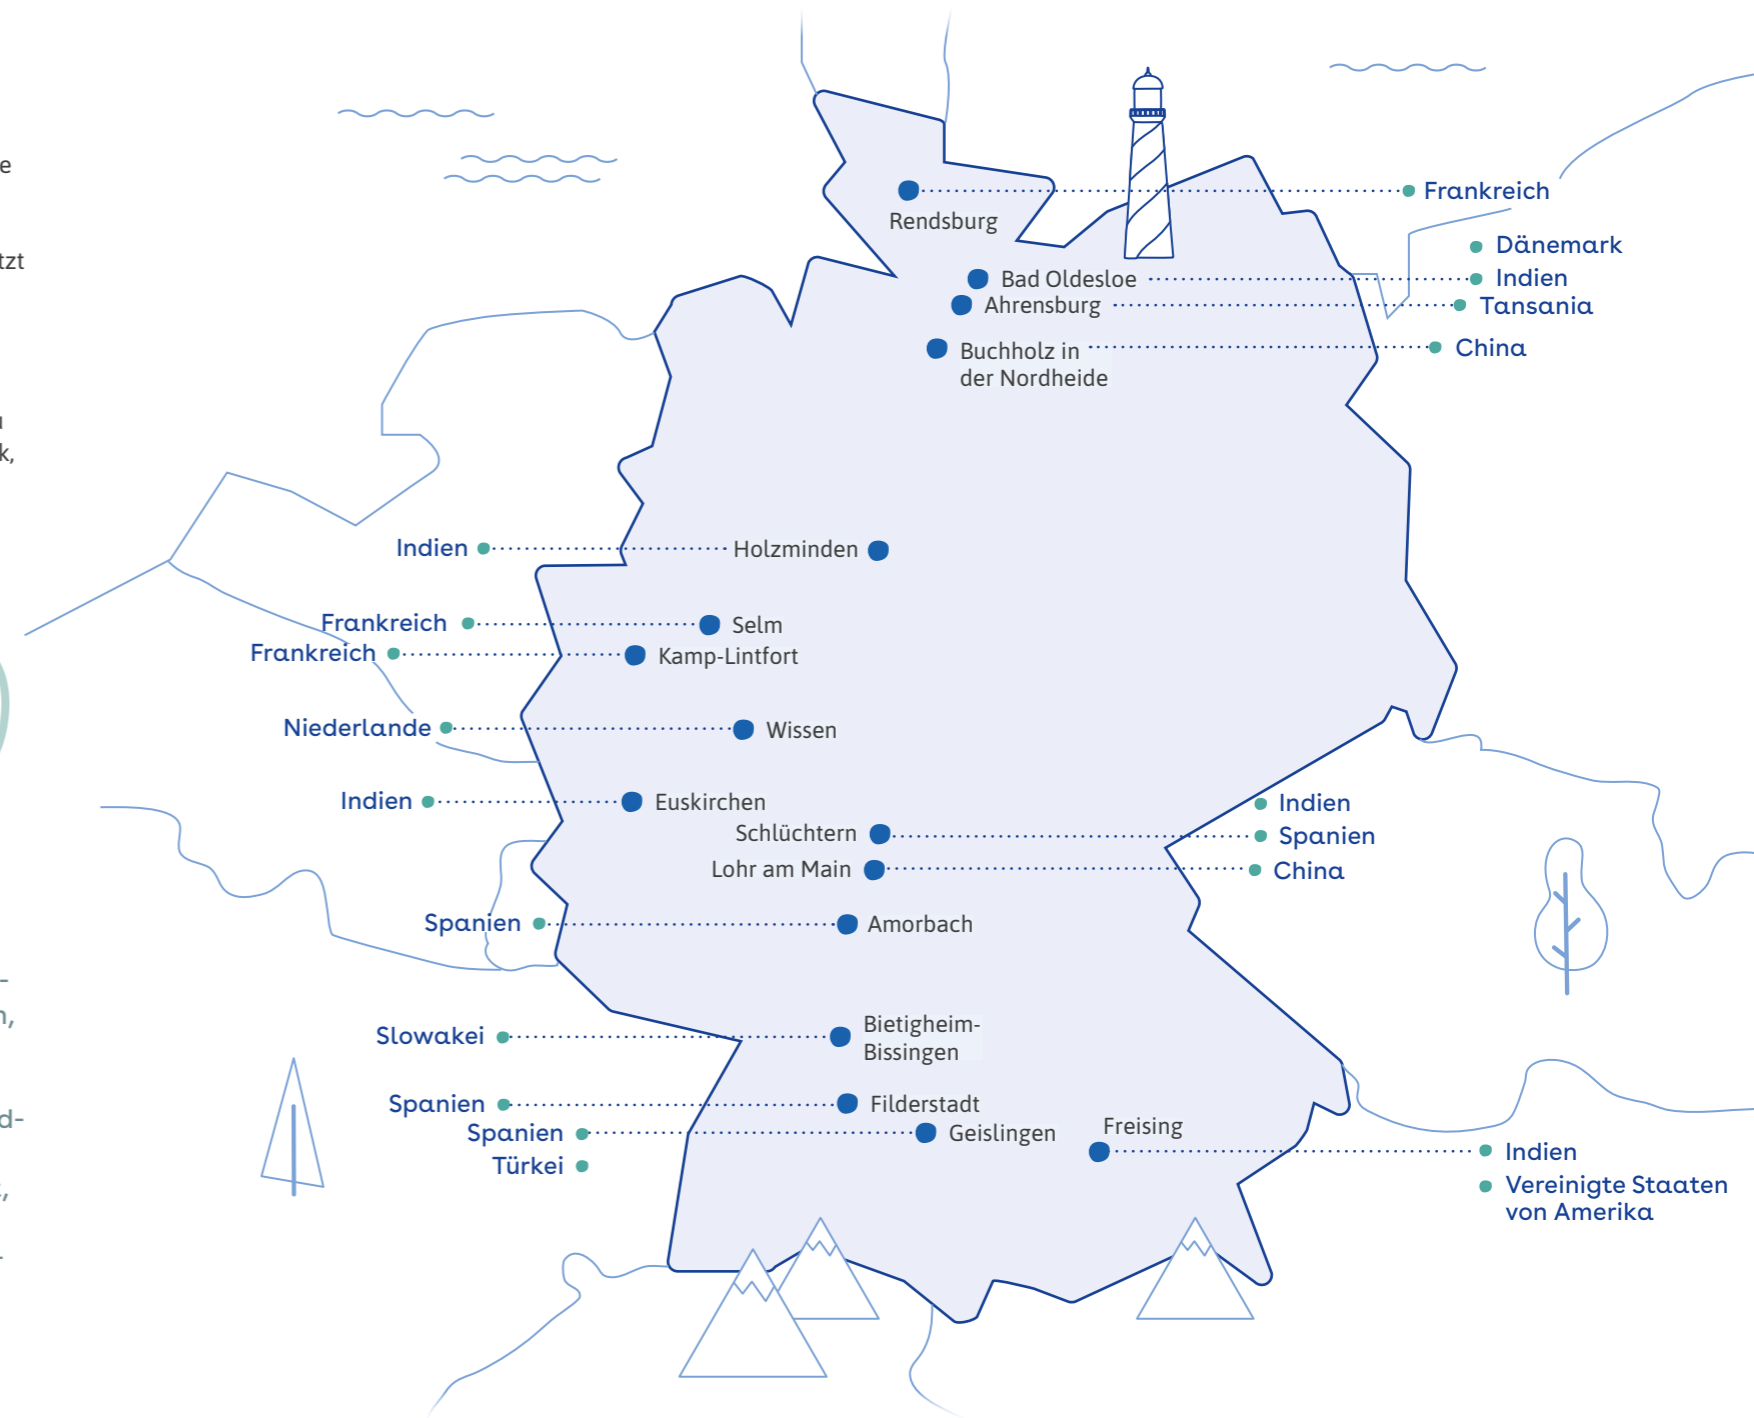 e
tzt
k,
-
n,
d-
Rendsburg
Frankreich
Dänemark
Bad Oldesloe
Indien
Ahrensburg
Tansania
Buchholz in
der Nordheide
China
Indien
Holzminden
Frankreich
Selm
Frankreich
Kamp-Lintfort
Niederlande
Wissen
Indien
Euskirchen
Indien
Schlüchtern
Spanien
Lohr am Main
China
Spanien
Amorbach
Slowakei
Bietigheim-
Bissingen
Spanien
Filderstadt
Spanien
Geislingen
Türkei
Freising
Indien
Vereinigte Staaten
von Amerika